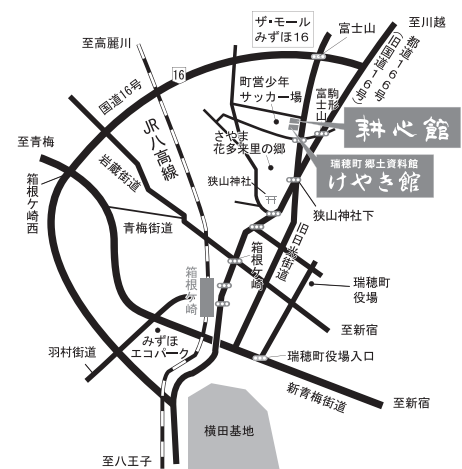 ザ・モール
みずほ16
富士山
至川越
至高麗川
都道166号
(旧国道16号)
国道16号
16
町営少年
サッカー場
駒形
富士山
耕心館
JR八高線
さやま
花多来里の郷
瑞穂町 郷土資料館
けやき館
至青梅
岩蔵街道
狭山神社
狭山神社下
箱根ケ崎西
青梅街道
旧日光街道
箱根ケ崎
箱根ケ崎
瑞穂町
役場
みずほ
エコパーク
至新宿
羽村街道
瑞穂町役場入口
新青梅街道
至新宿
横田基地
至八王子